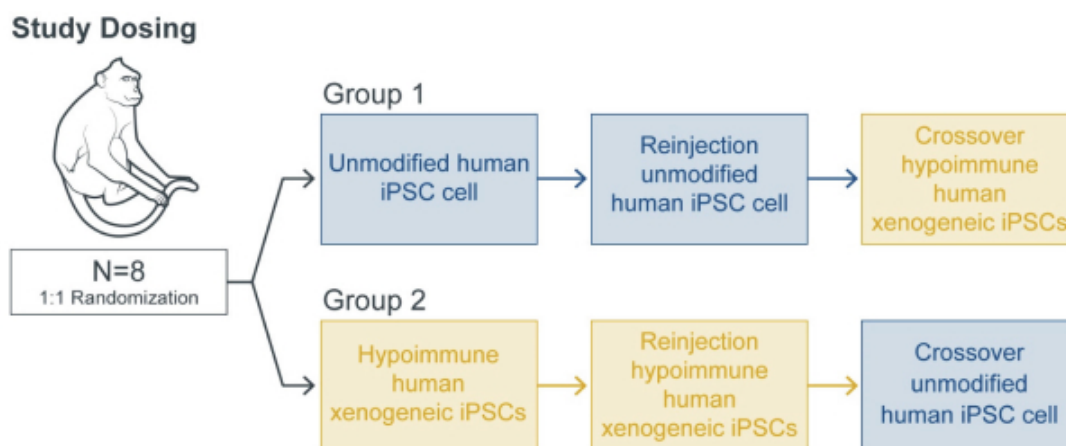 Study Dosing
N=8
1:1 Randomization
Group 1
Unmodified human
iPSC cell
Reinjection
unmodified
human iPSC cell
Crossover
hypoimmune
human
xenogeneic iPSCs
Group 2
Hypoimmune
human
xenogeneic iPSCs
Reinjection
hypoimmune
human
xenogeneic iPSCs
Crossover
unmodified
human iPSC cell